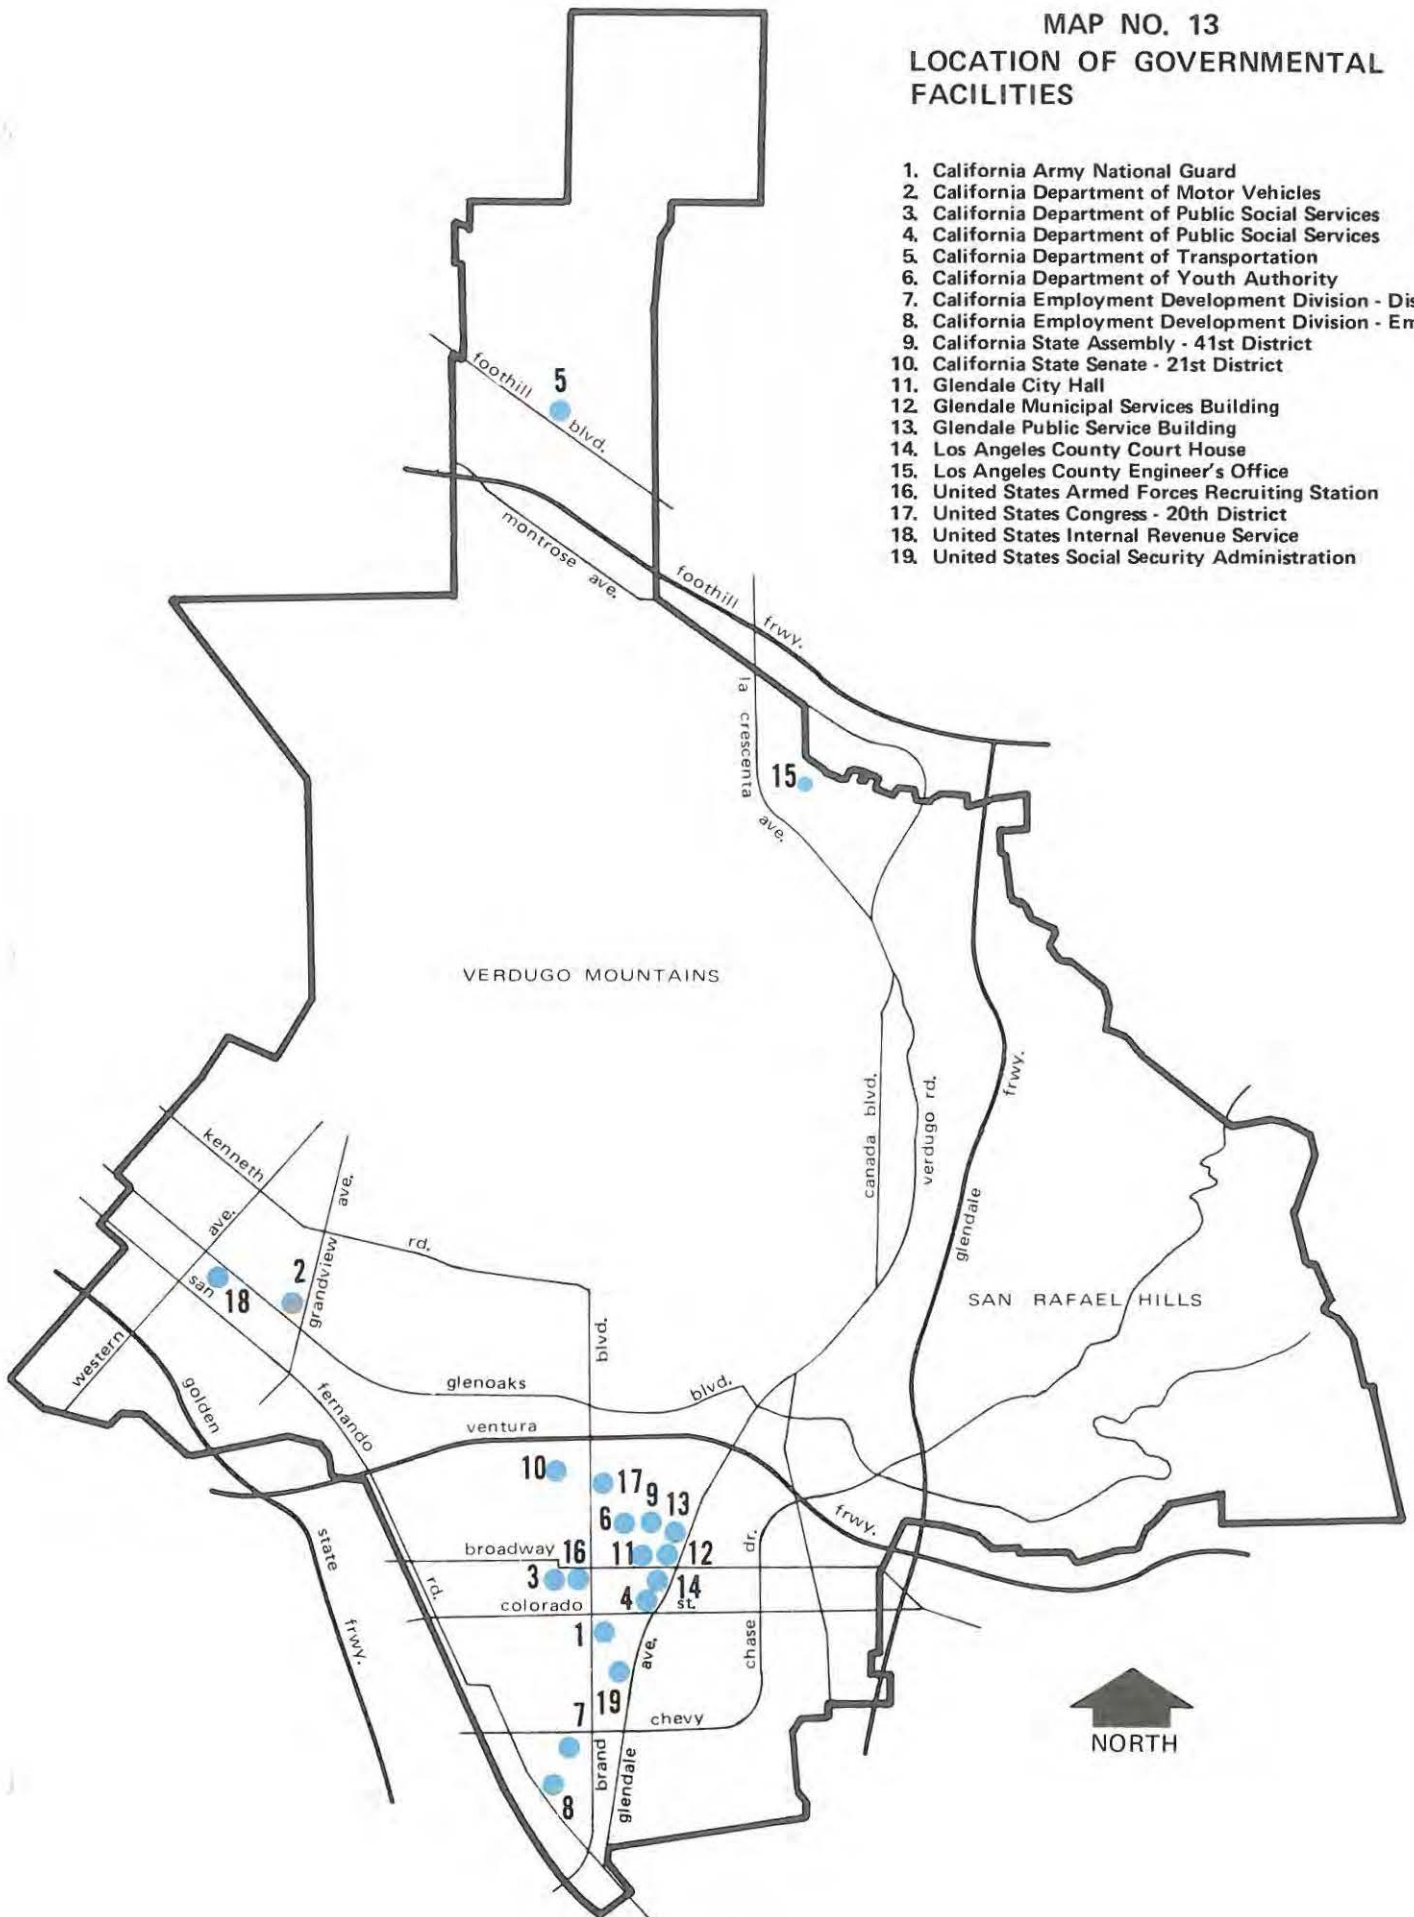 MAP NO. 13
LOCATION OF GOVERNMENTAL
FACILITIES
1. California Army National Guard
2. California Department of Motor Vehicles
3. California Department of Public Social Services
4. California Department of Public Social Services
5. California Department of Transportation
6. California Department of Youth Authority
7. California Employment Development Division - Dis
8. California Employment Development Division - Em
9. California State Assembly - 41st District
10. California State Senate - 21st District
11. Glendale City Hall
12. Glendale Municipal Services Building
13. Glendale Public Service Building
14. Los Angeles County Court House
15. Los Angeles County Engineer's Office
16. United States Armed Forces Recruiting Station
17. United States Congress - 20th District
18. United States Internal Revenue Service
19. United States Social Security Administration
foothill blvd.
5
montrose ave.
foothill frwy.
la crescenta ave.
15
VERDUGO MOUNTAINS
canada blvd.
verdugo rd.
glendale frwy.
kenneth rd.
western ave.
grandview ave.
2
18
san fernando rd.
SAN RAFAEL HILLS
golden state frwy.
glenoaks blvd.
ventura frwy.
10
17
9
13
6
broadway
16
11
12
3
14
4
colorado st.
1
19
7
chevy chase dr.
8
brand blvd.
glendale ave.
NORTH